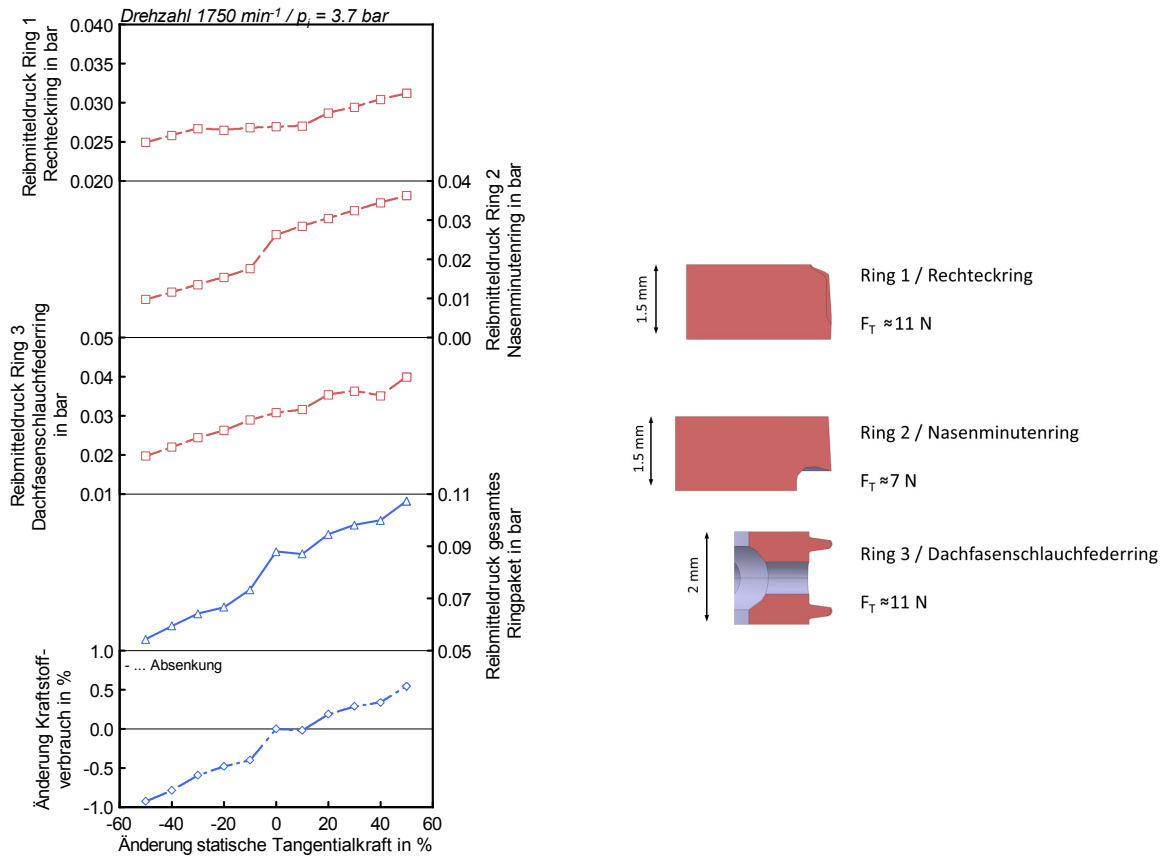 Drehzahl 1750 min-1 / pi = 3.7 bar
Reibmitteldruck Ring 1
Rechteckring in bar
0.040
0.035
0.030
0.025
0.020
Reibmitteldruck Ring 2
Nasenminutenring in bar
0.04
0.03
0.02
0.01
0.00
Reibmitteldruck Ring 3
Dachfasenschlauchfederring
in bar
0.05
0.04
0.03
0.02
0.01
Reibmitteldruck gesamtes
Ringpaket in bar
0.11
0.09
0.07
0.05
Änderung Kraftstoff-
verbrauch in %
1.0
0.5
0.0
-0.5
-1.0
- ... Absenkung
-60 -40 -20 0 20 40 60
Änderung statische Tangentialkraft in %
1.5 mm
Ring 1 / Rechteckring
FT ≈11 N
1.5 mm
Ring 2 / Nasenminutenring
FT ≈7 N
2 mm
Ring 3 / Dachfasenschlauchfederring
FT ≈11 N